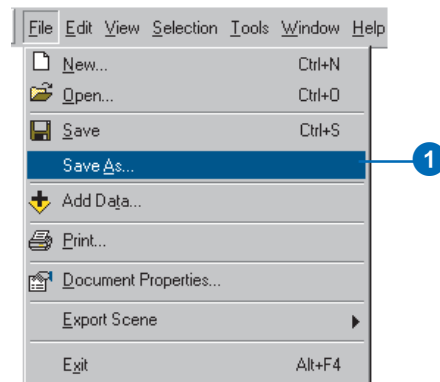 File Edit View Selection Tools Window Help
New... Ctrl+N
Open... Ctrl+O
Save Ctrl+S
Save As...
1
Add Data...
Print...
Document Properties...
Export Scene
Exit Alt+F4